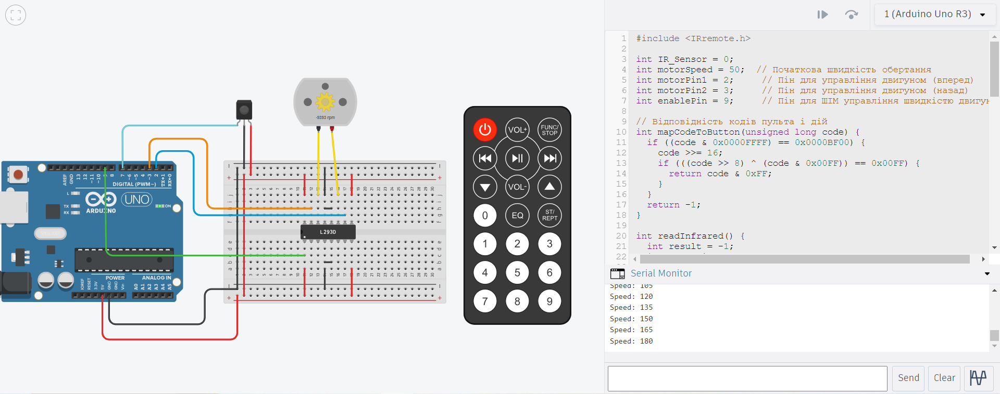 1 (Arduino Uno R3)
1 #include <IRremote.h>
2
3 int IR_Sensor = 0;
4 int motorSpeed = 50;  // Початкова швидкість обертання
5 int motorPin1 = 2;     // Пін для управління двигуном (вперед)
6 int motorPin2 = 3;     // Пін для управління двигуном (назад)
7 int enablePin = 9;     // Пін для ШІМ управління швидкістю двигун
8
9 // Відповідність кодів пульта і дій
10 int mapCodeToButton(unsigned long code) {
11   if ((code & 0x0000FFFF) == 0x0000BF00) {
12     code >>= 16;
13     if (((code >> 8) ^ (code & 0x00FF)) == 0x00FF) {
14       return code & 0xFF;
15     }
16   }
17   return -1;
18 }
19
20 int readInfrared() {
21   int result = -1;
22
Serial Monitor
Speed: 105
Speed: 120
Speed: 135
Speed: 150
Speed: 165
Speed: 180
Send
Clear
-9393 rpm
VOL+
FUNC/
STOP
VOL-
0
EQ
ST/
REPT
1 2 3
4 5 6
7 8 9
L293D
AREF
GND
13
12
~11
~10
8
7
~6
~5
4
~3
2
TX→1
RX←0
DIGITAL (PWM~)
L
TX
RX
ARDUINO
UNO
ON
POWER
ANALOG IN
IOREF
RESET
3.3V
5V
GND
GND
Vin
A0
A1
A2
A3
A4
A5